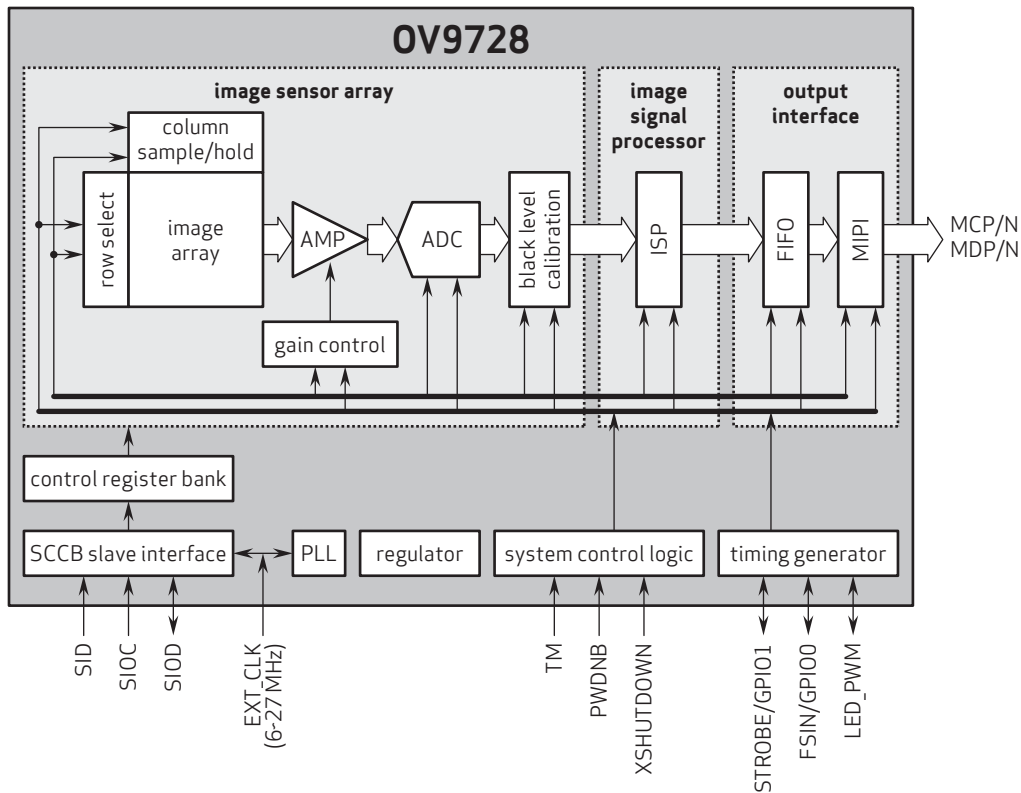 OV9728
image sensor array
image
signal
processor
output
interface
column
sample/hold
row select
image
array
AMP
ADC
black level
calibration
ISP
FIFO
MIPI
MCP/N
MDP/N
gain control
control register bank
SCCB slave interface
PLL
regulator
system control logic
timing generator
SID
SIOC
SIOD
EXT_CLK
(6-27 MHz)
TM
PWDNB
XSHUTDOWN
STROBE/GPIO1
FSIN/GPIO0
LED_PWM